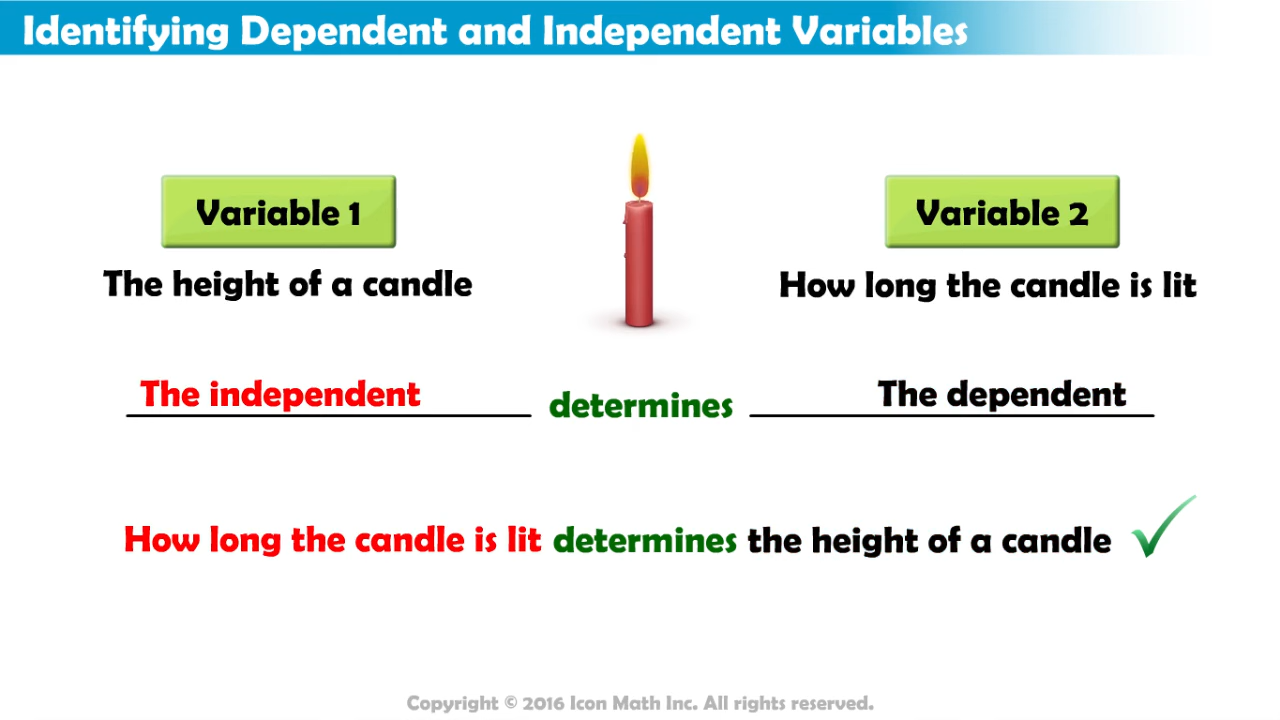 Identifying Dependent and Independent Variables
Variable 1
Variable 2
The height of a candle
How long the candle is lit
The independent determines The dependent
How long the candle is lit determines the height of a candle
Copyright © 2016 Icon Math Inc. All rights reserved.